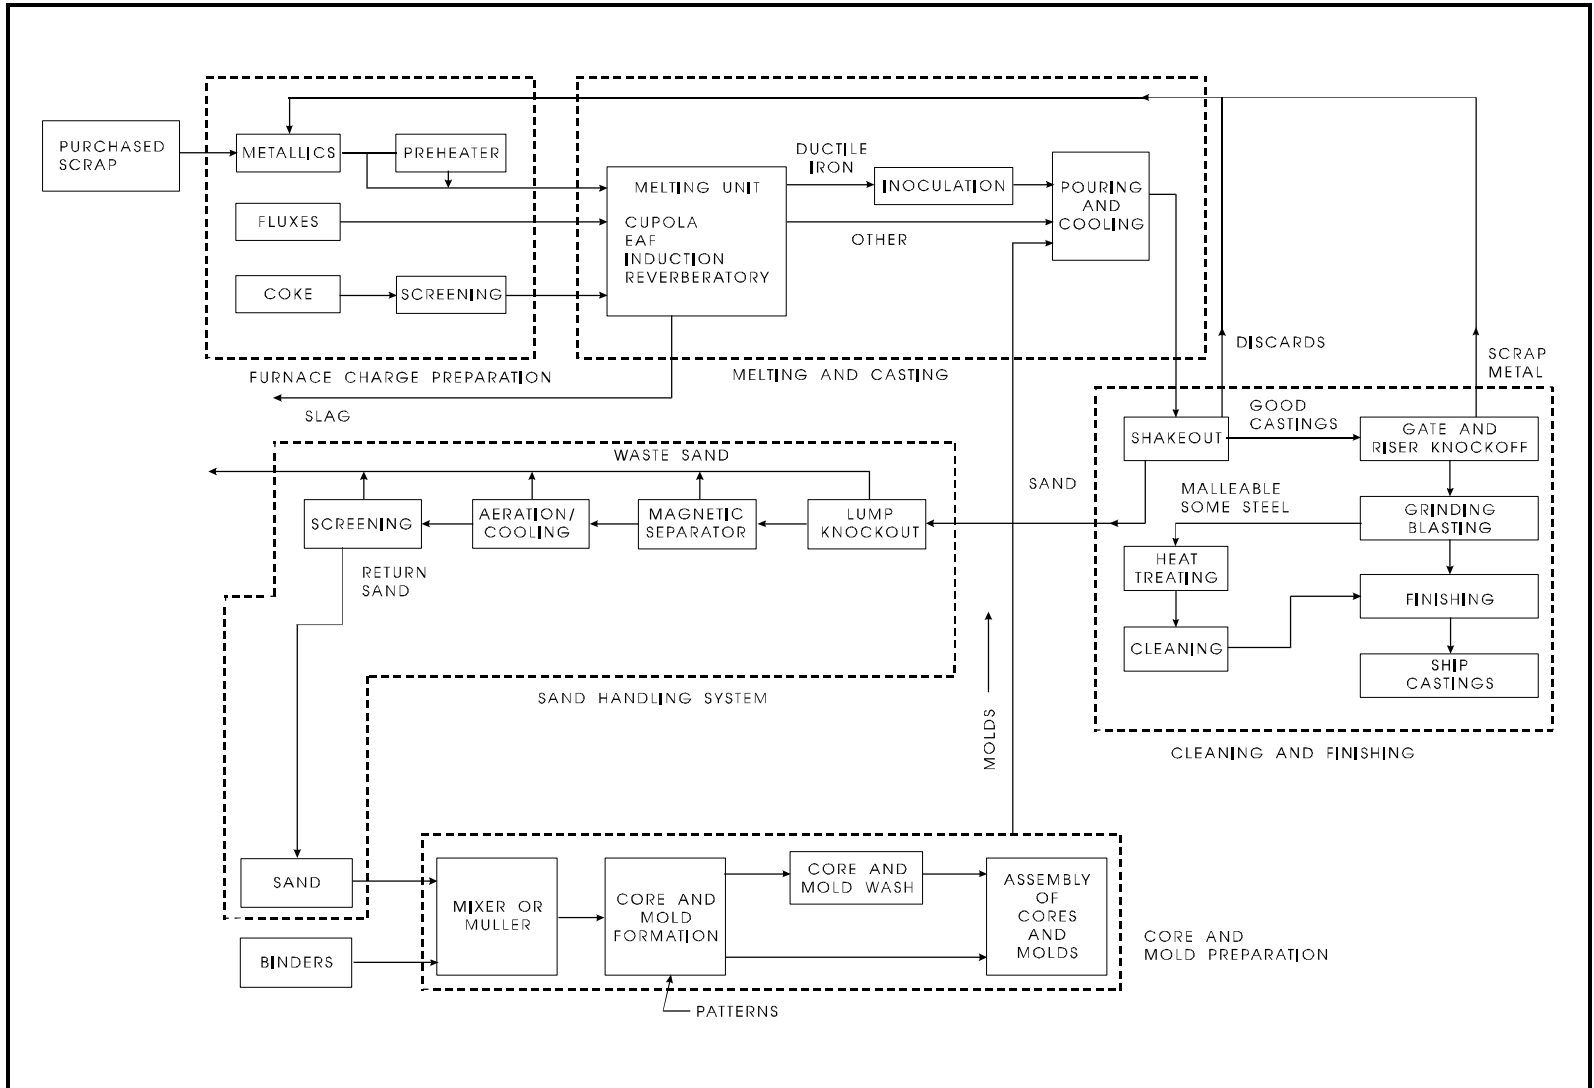 PURCHASED
SCRAP
METALLICS
PREHEATER
FLUXES
COKE
SCREENING
FURNACE CHARGE PREPARATION
MELTING UNIT
CUPOLA
EAF
INDUCTION
REVERBERATORY
DUCTILE
IRON
INOCULATION
OTHER
POURING
AND
COOLING
MELTING AND CASTING
SLAG
DISCARDS
SCRAP
METAL
SHAKEOUT
GOOD
CASTINGS
GATE AND
RISER KNOCKOFF
MALLEABLE
SOME STEEL
GRINDING
BLASTING
HEAT
TREATING
FINISHING
CLEANING
SHIP
CASTINGS
CLEANING AND FINISHING
SAND
WASTE SAND
SCREENING
AERATION/
COOLING
MAGNETIC
SEPARATOR
LUMP
KNOCKOUT
RETURN
SAND
SAND HANDLING SYSTEM
MOLDS
SAND
BINDERS
MIXER OR
MULLER
CORE AND
MOLD
FORMATION
CORE AND
MOLD WASH
ASSEMBLY
OF
CORES
AND
MOLDS
CORE AND
MOLD PREPARATION
PATTERNS